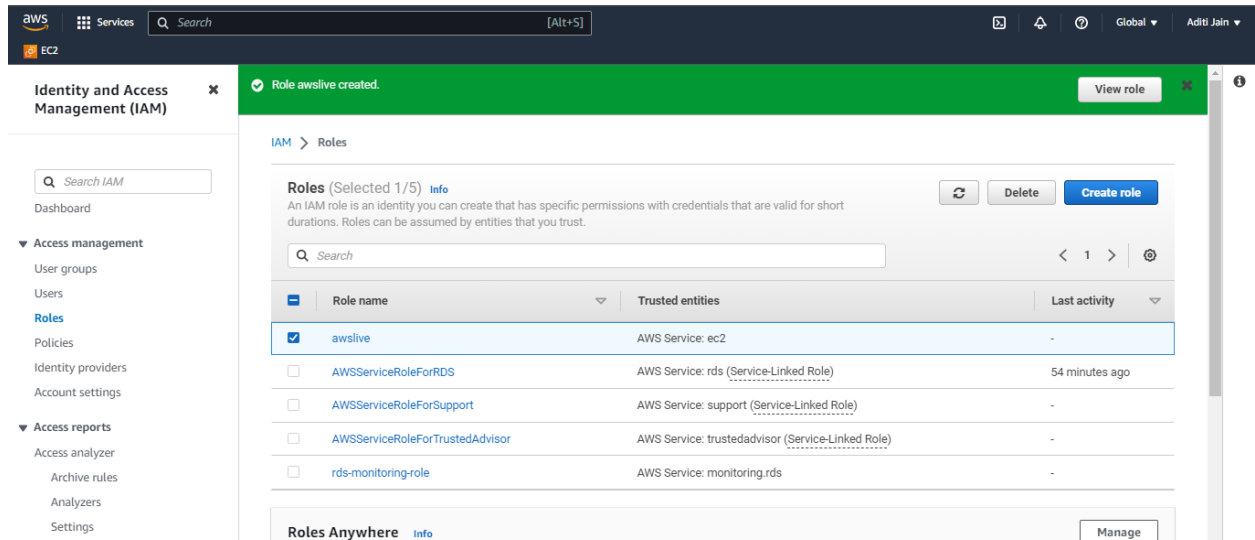 aws Services Search [Alt+S] Global Aditi Jain
EC2
Identity and Access
Management (IAM)
Search IAM
Dashboard
Access management
User groups
Users
Roles
Policies
Identity providers
Account settings
Access reports
Access analyzer
Archive rules
Analyzers
Settings
Role awslive created. View role
IAM > Roles
Roles (Selected 1/5) Info Delete Create role
An IAM role is an identity you can create that has specific permissions with credentials that are valid for short
durations. Roles can be assumed by entities that you trust.
Search < 1 >
Role name Trusted entities Last activity
awslive AWS Service: ec2 -
AWSServiceRoleForRDS AWS Service: rds (Service-Linked Role) 54 minutes ago
AWSServiceRoleForSupport AWS Service: support (Service-Linked Role) -
AWSServiceRoleForTrustedAdvisor AWS Service: trustedadvisor (Service-Linked Role) -
rds-monitoring-role AWS Service: monitoring.rds -
Roles Anywhere Info Manage